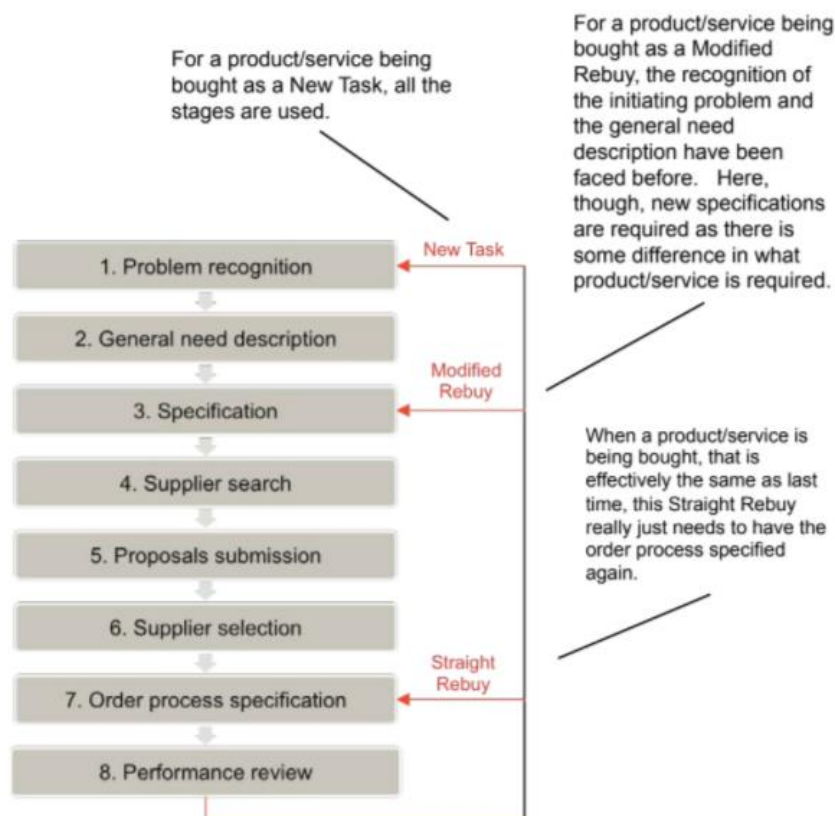 For a product/service being
bought as a New Task, all the
stages are used.
For a product/service being
bought as a Modified
Rebuy, the recognition of
the initiating problem and
the general need
description have been
faced before.   Here,
though, new specifications
are required as there is
some difference in what
product/service is required.
New Task
1. Problem recognition
2. General need description
Modified
Rebuy
3. Specification
When a product/service is
being bought, that is
effectively the same as last
time, this Straight Rebuy
really just needs to have the
order process specified
again.
4. Supplier search
5. Proposals submission
6. Supplier selection
Straight
Rebuy
7. Order process specification
8. Performance review